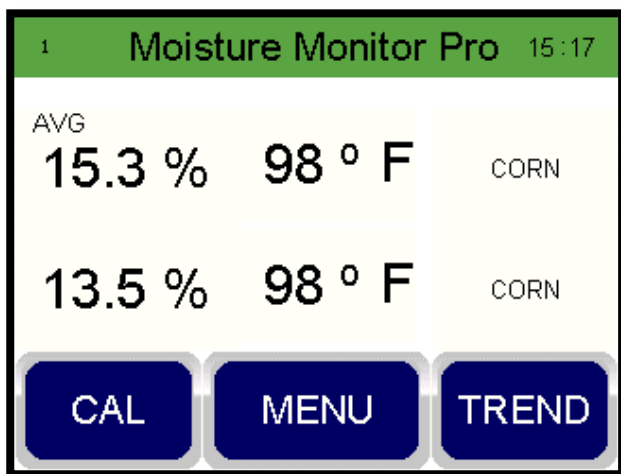 1 Moisture Monitor Pro 15:17
AVG
15.3 % 98 º F CORN
13.5 % 98 º F CORN
CAL MENU TREND